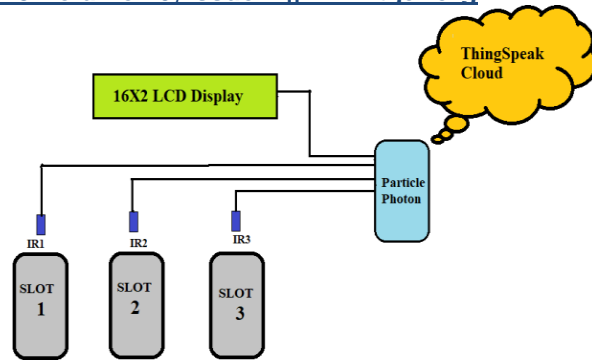 ThingSpeak
Cloud
16X2 LCD Display
Particle
Photon
IR1
IR2
IR3
SLOT
1
SLOT
2
SLOT
3